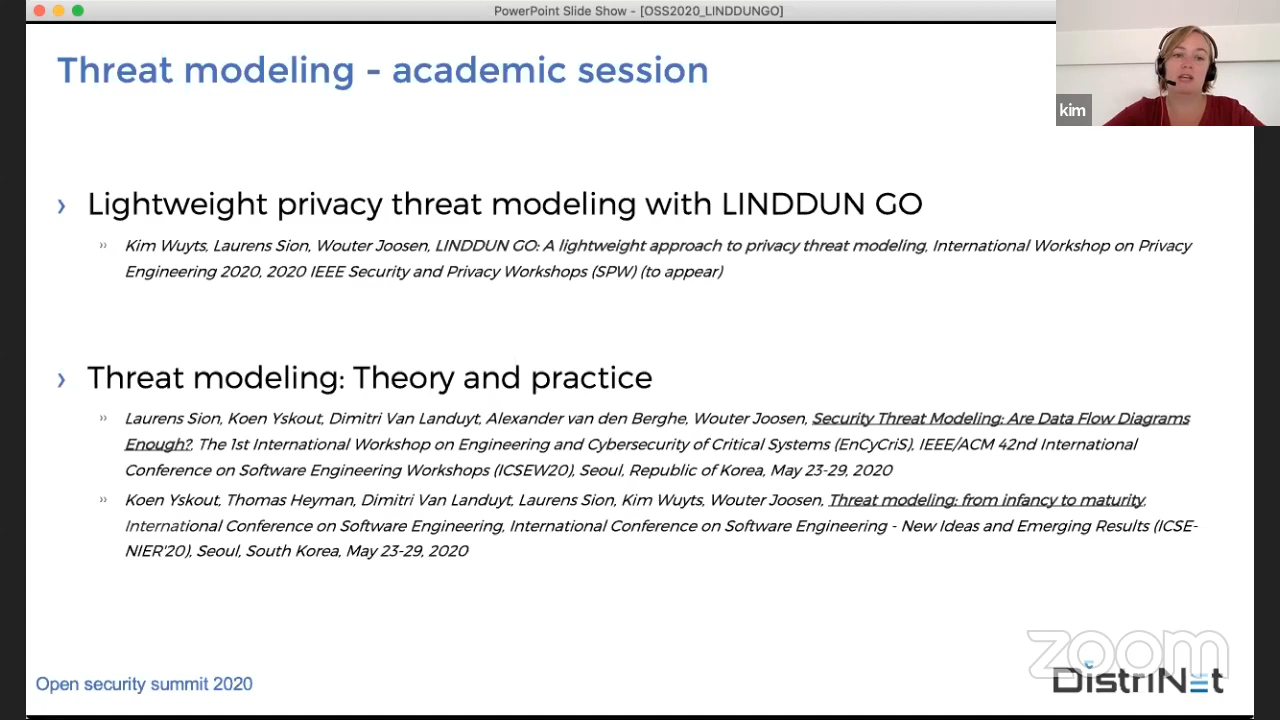 PowerPoint Slide Show - [OSS2020_LINDDUNGO]
kim
Threat modeling - academic session
› Lightweight privacy threat modeling with LINDDUN GO
›› Kim Wuyts, Laurens Sion, Wouter Joosen, LINDDUN GO: A lightweight approach to privacy threat modeling, International Workshop on Privacy
Engineering 2020, 2020 IEEE Security and Privacy Workshops (SPW) (to appear)
› Threat modeling: Theory and practice
›› Laurens Sion, Koen Yskout, Dimitri Van Landuyt, Alexander van den Berghe, Wouter Joosen, Security Threat Modeling: Are Data Flow Diagrams
Enough?, The 1st International Workshop on Engineering and Cybersecurity of Critical Systems (EnCyCriS), IEEE/ACM 42nd International
Conference on Software Engineering Workshops (ICSEW20), Seoul, Republic of Korea, May 23-29, 2020
›› Koen Yskout, Thomas Heyman, Dimitri Van Landuyt, Laurens Sion, Kim Wuyts, Wouter Joosen, Threat modeling: from infancy to maturity,
International Conference on Software Engineering, International Conference on Software Engineering - New Ideas and Emerging Results (ICSE-
NIER'20), Seoul, South Korea, May 23-29, 2020
zoom
Open security summit 2020
DistriNet